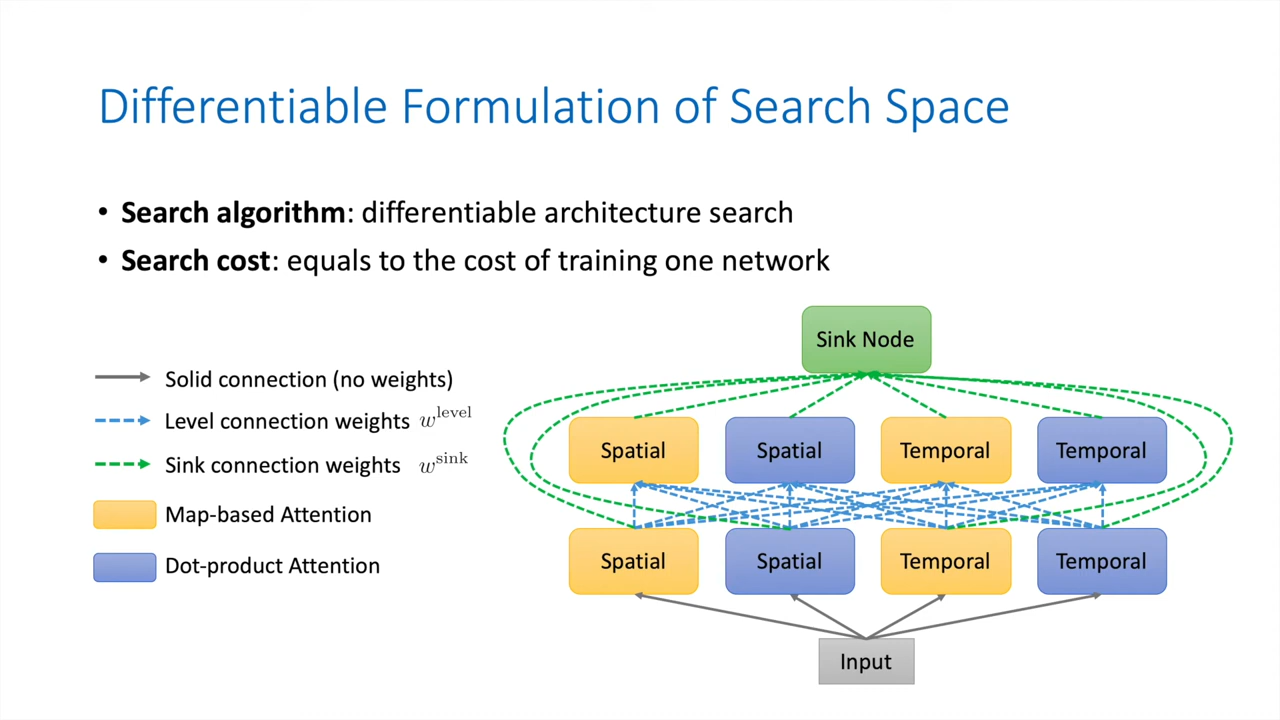 Differentiable Formulation of Search Space
• Search algorithm: differentiable architecture search
• Search cost: equals to the cost of training one network
Solid connection (no weights)
Level connection weights w^level
Sink connection weights w^sink
Map-based Attention
Dot-product Attention
Sink Node
Spatial Spatial Temporal Temporal
Spatial Spatial Temporal Temporal
Input